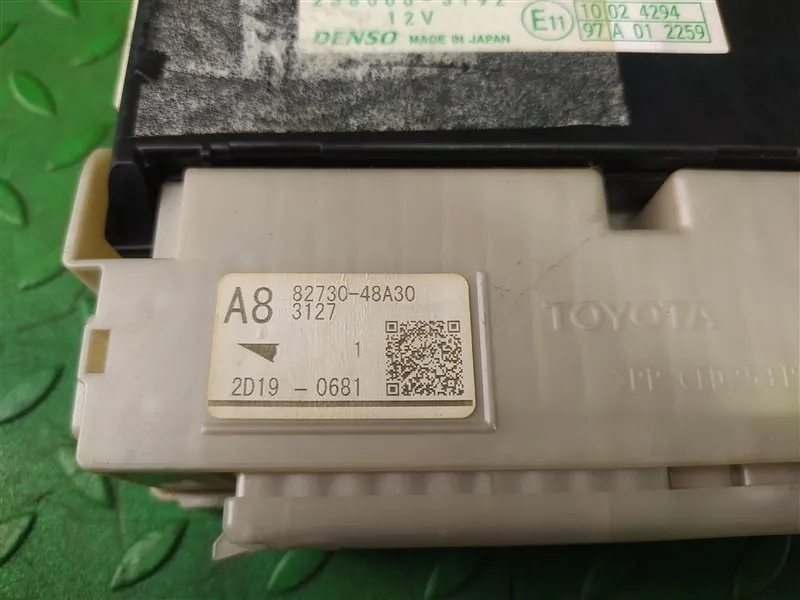 12V
DENSO MADE IN JAPAN
E11
10 02 4294
97 A 01 2259
A8
82730-48A30
3127
1
2D19 - 0681
TOYOTA